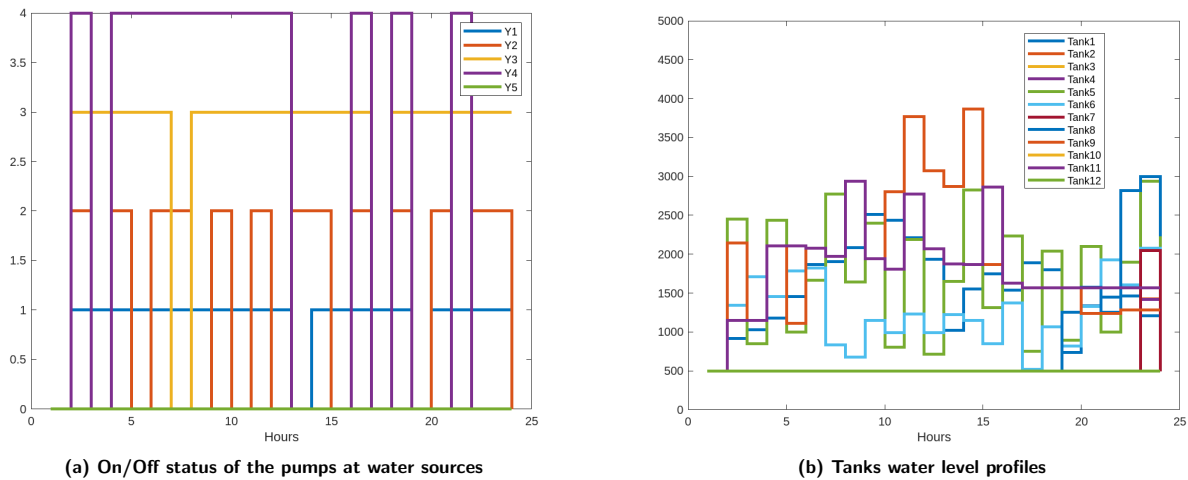 4
3.5
3
2.5
2
1.5
1
0.5
0
0 5 10 15 20 25
Hours
Y1
Y2
Y3
Y4
Y5
(a) On/Off status of the pumps at water sources
5000
4500
4000
3500
3000
2500
2000
1500
1000
500
0
0 5 10 15 20 25
Hours
Tank1
Tank2
Tank3
Tank4
Tank5
Tank6
Tank7
Tank8
Tank9
Tank10
Tank11
Tank12
(b) Tanks water level profiles